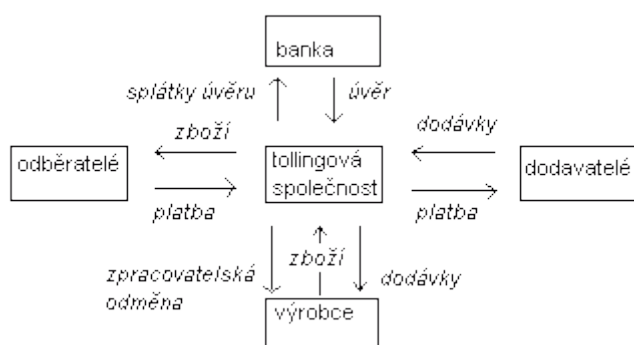 banka
splátky úvěru
úvěr
zboží
dodávky
odběratelé
tollingová
společnost
dodavatelé
platba
platba
zpracovatelská
odměna
zboží
dodávky
výrobce